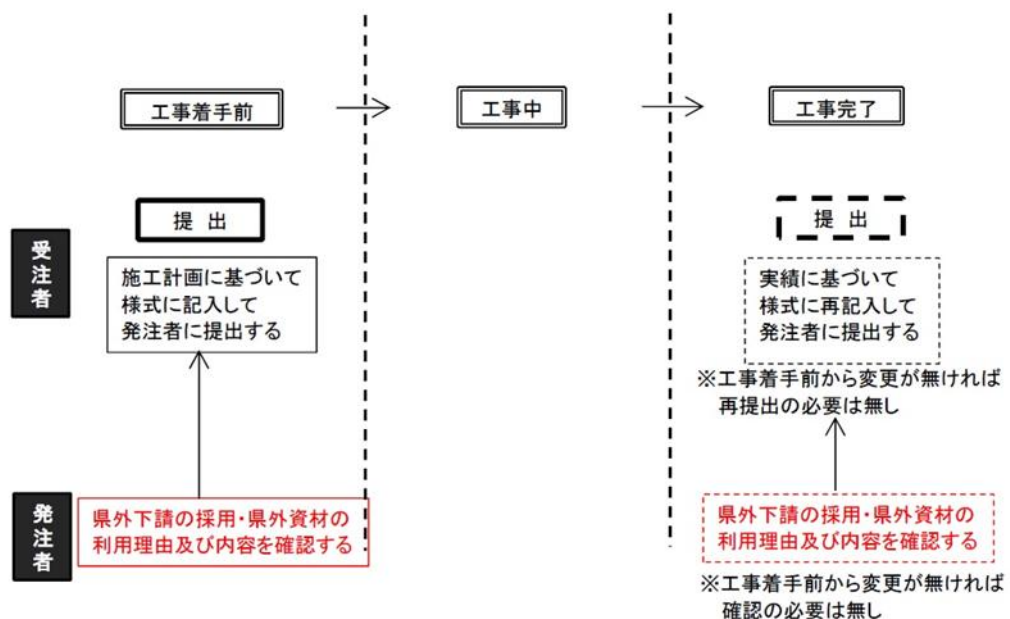 工事着手前
工事中
工事完了
受注者
提 出
施工計画に基づいて
様式に記入して
発注者に提出する
提 出
実績に基づいて
様式に再記入して
発注者に提出する
※工事着手前から変更が無ければ
再提出の必要は無し
発注者
県外下請の採用・県外資材の
利用理由及び内容を確認する
県外下請の採用・県外資材の
利用理由及び内容を確認する
※工事着手前から変更が無ければ
確認の必要は無し